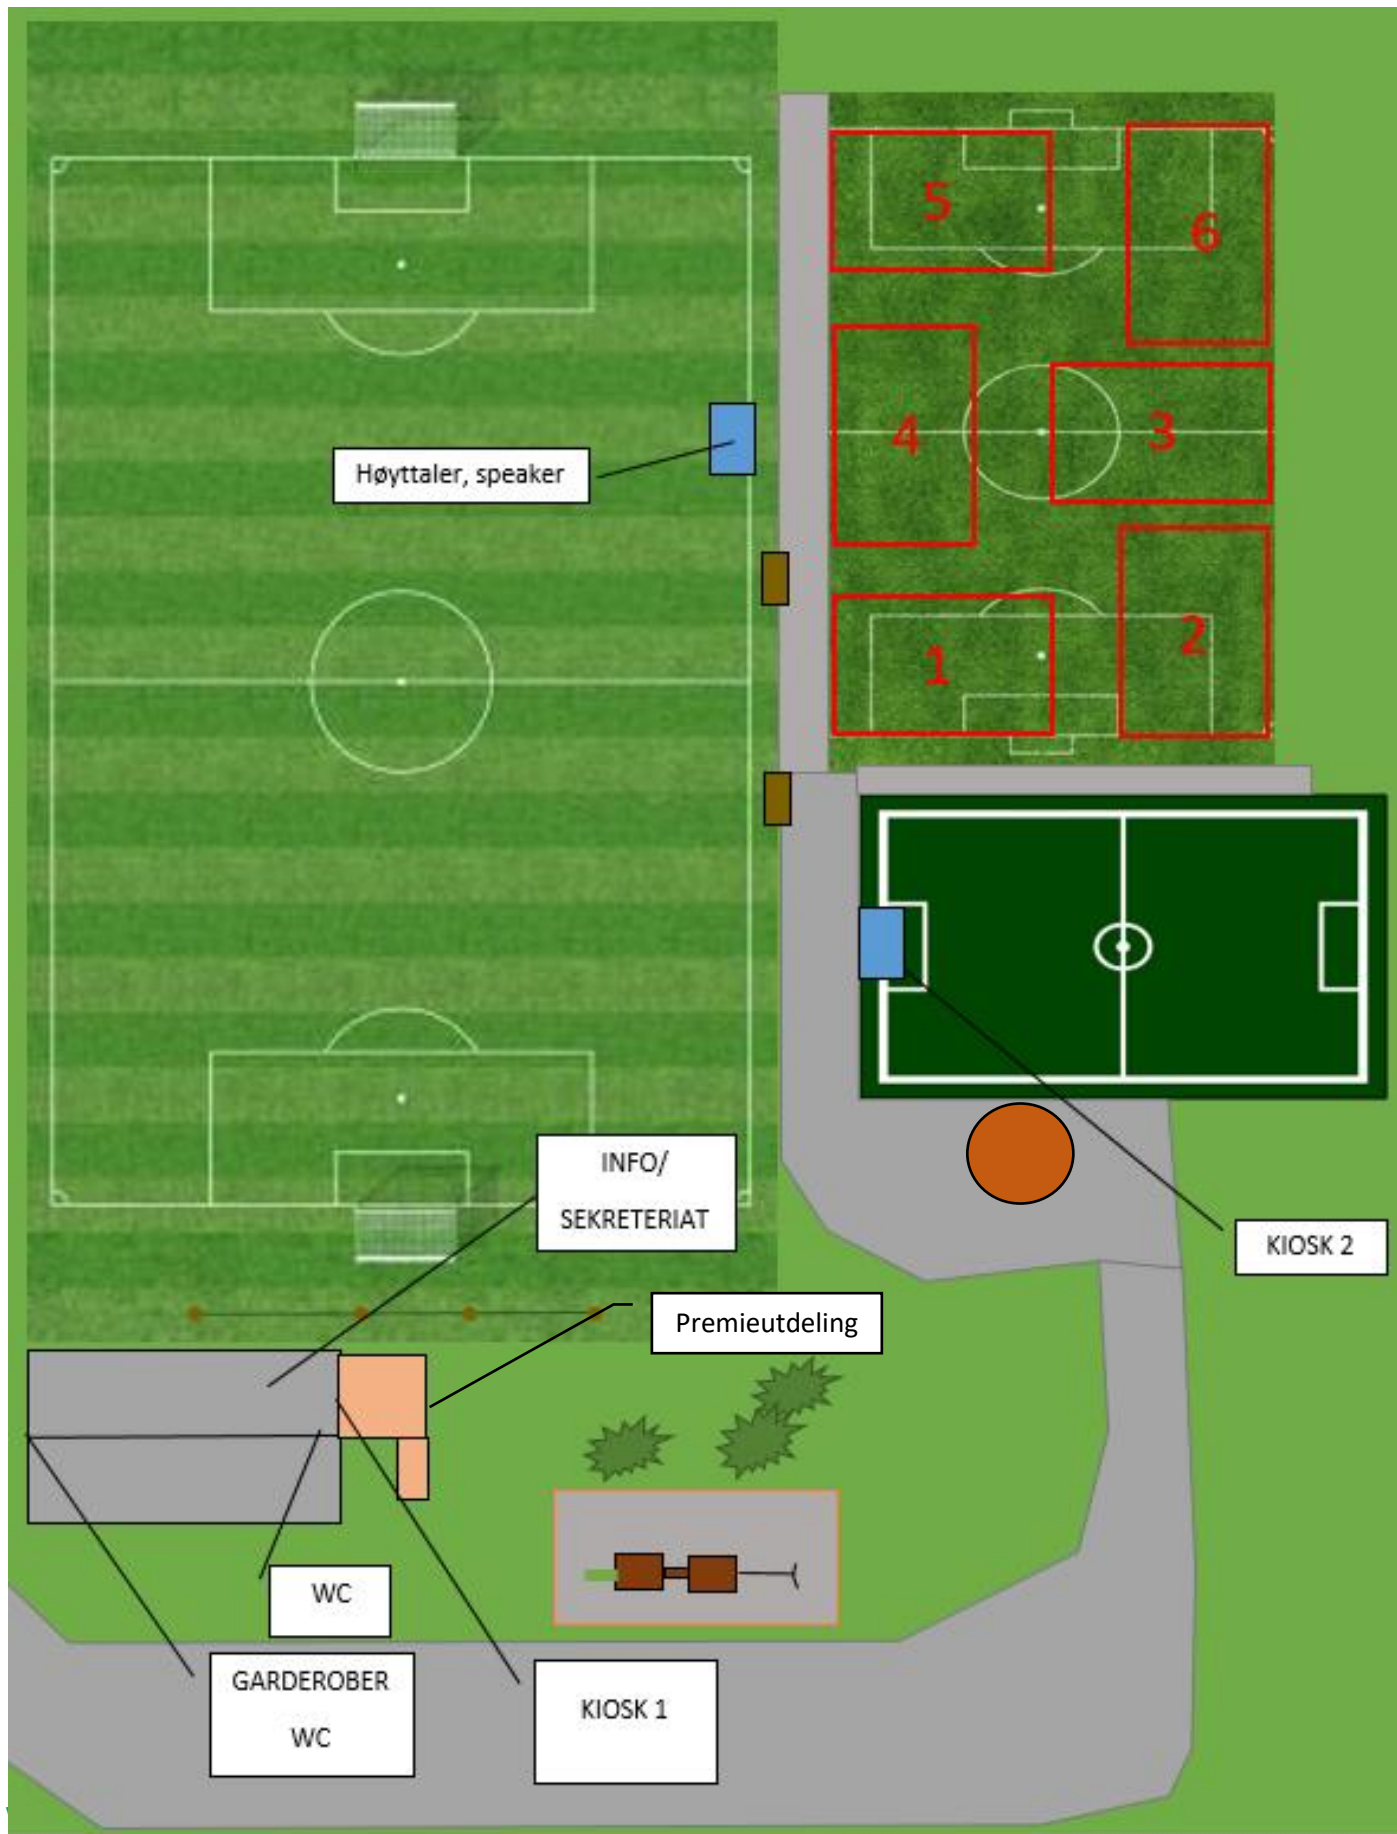 5
6
4
3
Høyttaler, speaker
1
2
INFO/
SEKRETERIAT
KIOSK 2
Premieutdeling
WC
GARDEROBER
WC
KIOSK 1